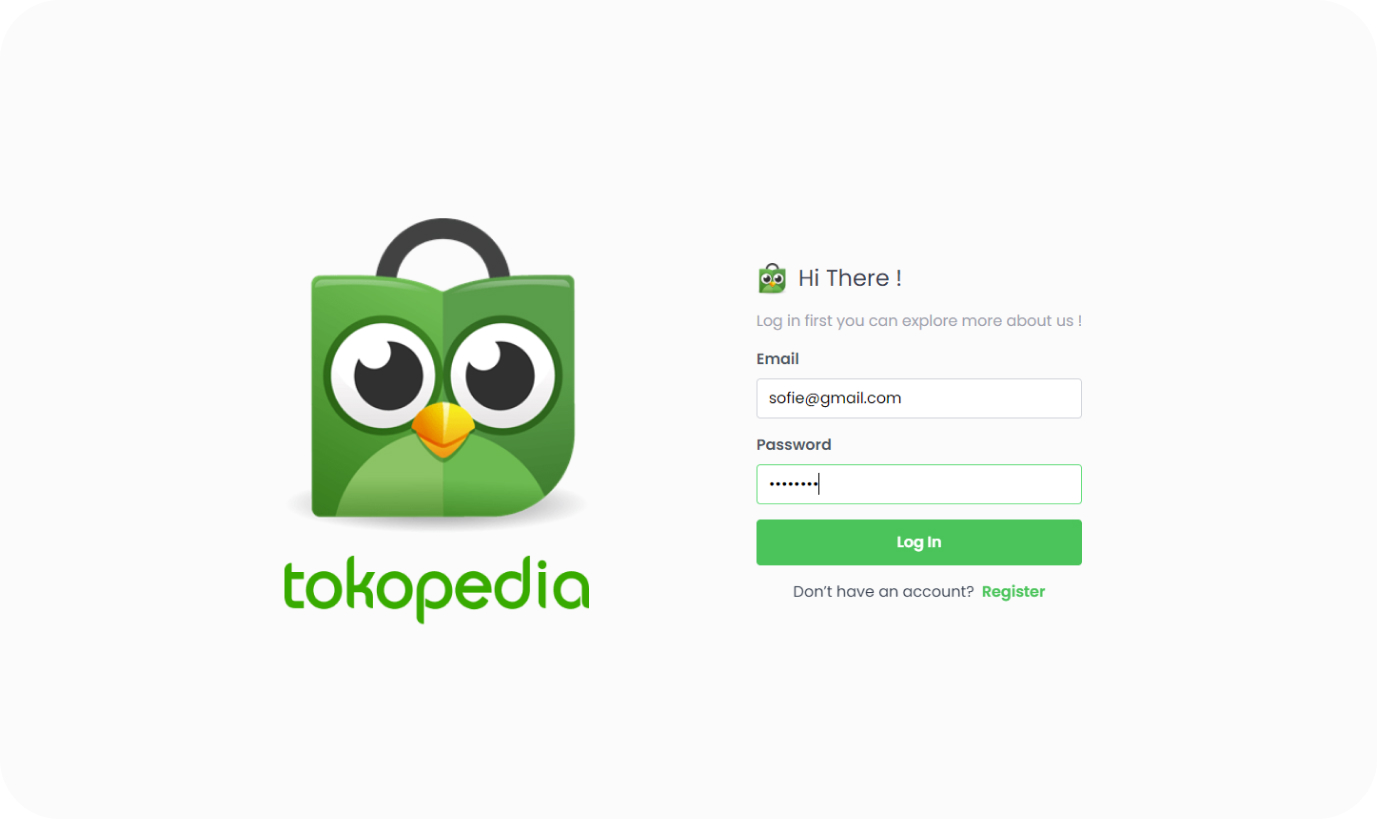 tokopedia
Hi There !
Log in first you can explore more about us !
Email
sofie@gmail.com
Password
••••••••
Log In
Don’t have an account? Register